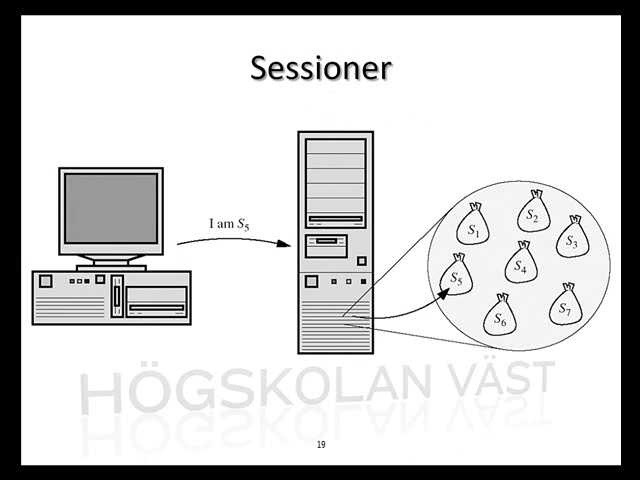 Sessioner
I am S5
S1
S2
S3
S4
S5
S6
S7
HÖGSKOLAN VÄST
19